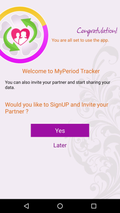 Congratulation!
You are all set to use the app
Welcome to MyPeriod Tracker
You can also invite your partner and start sharing your
data.
Would you like to SignUP and Invite your
Partner ?
Yes
Later